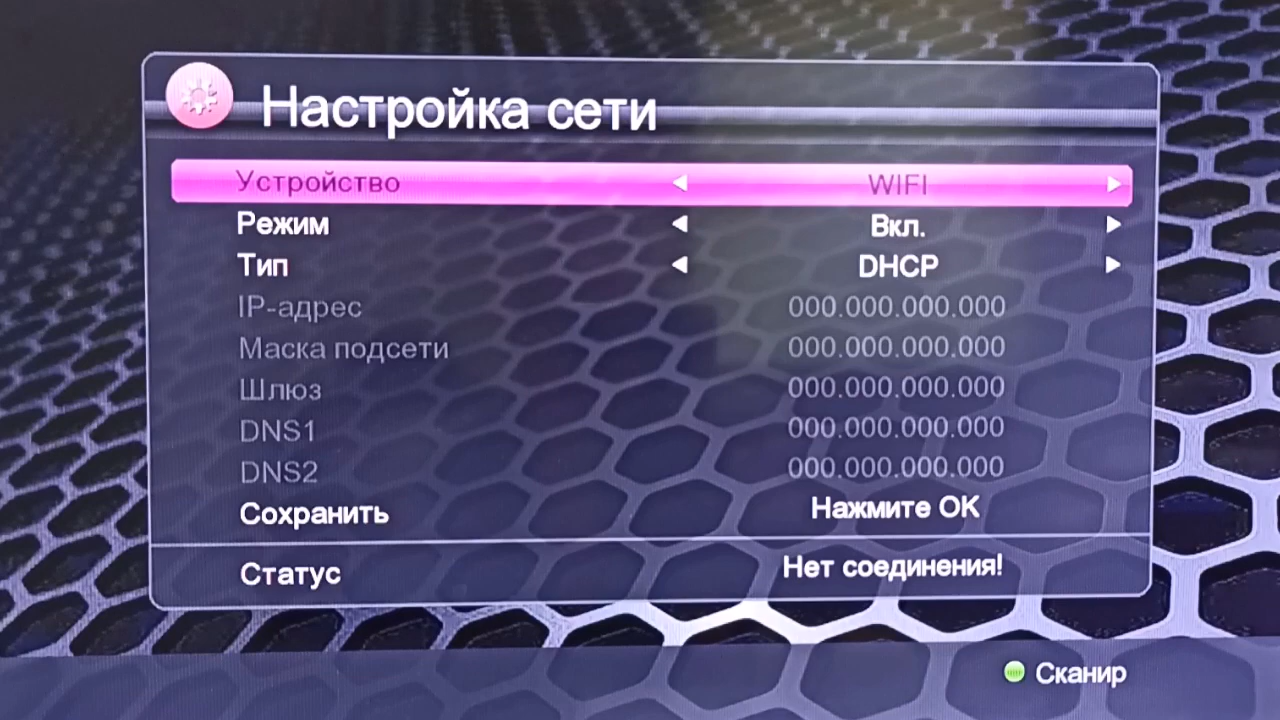 Настройка сети
Устройство WIFI
Режим Вкл.
Тип DHCP
IP-адрес 000.000.000.000
Маска подсети 000.000.000.000
Шлюз 000.000.000.000
DNS1 000.000.000.000
DNS2 000.000.000.000
Сохранить Нажмите OK
Статус Нет соединения!
Сканир